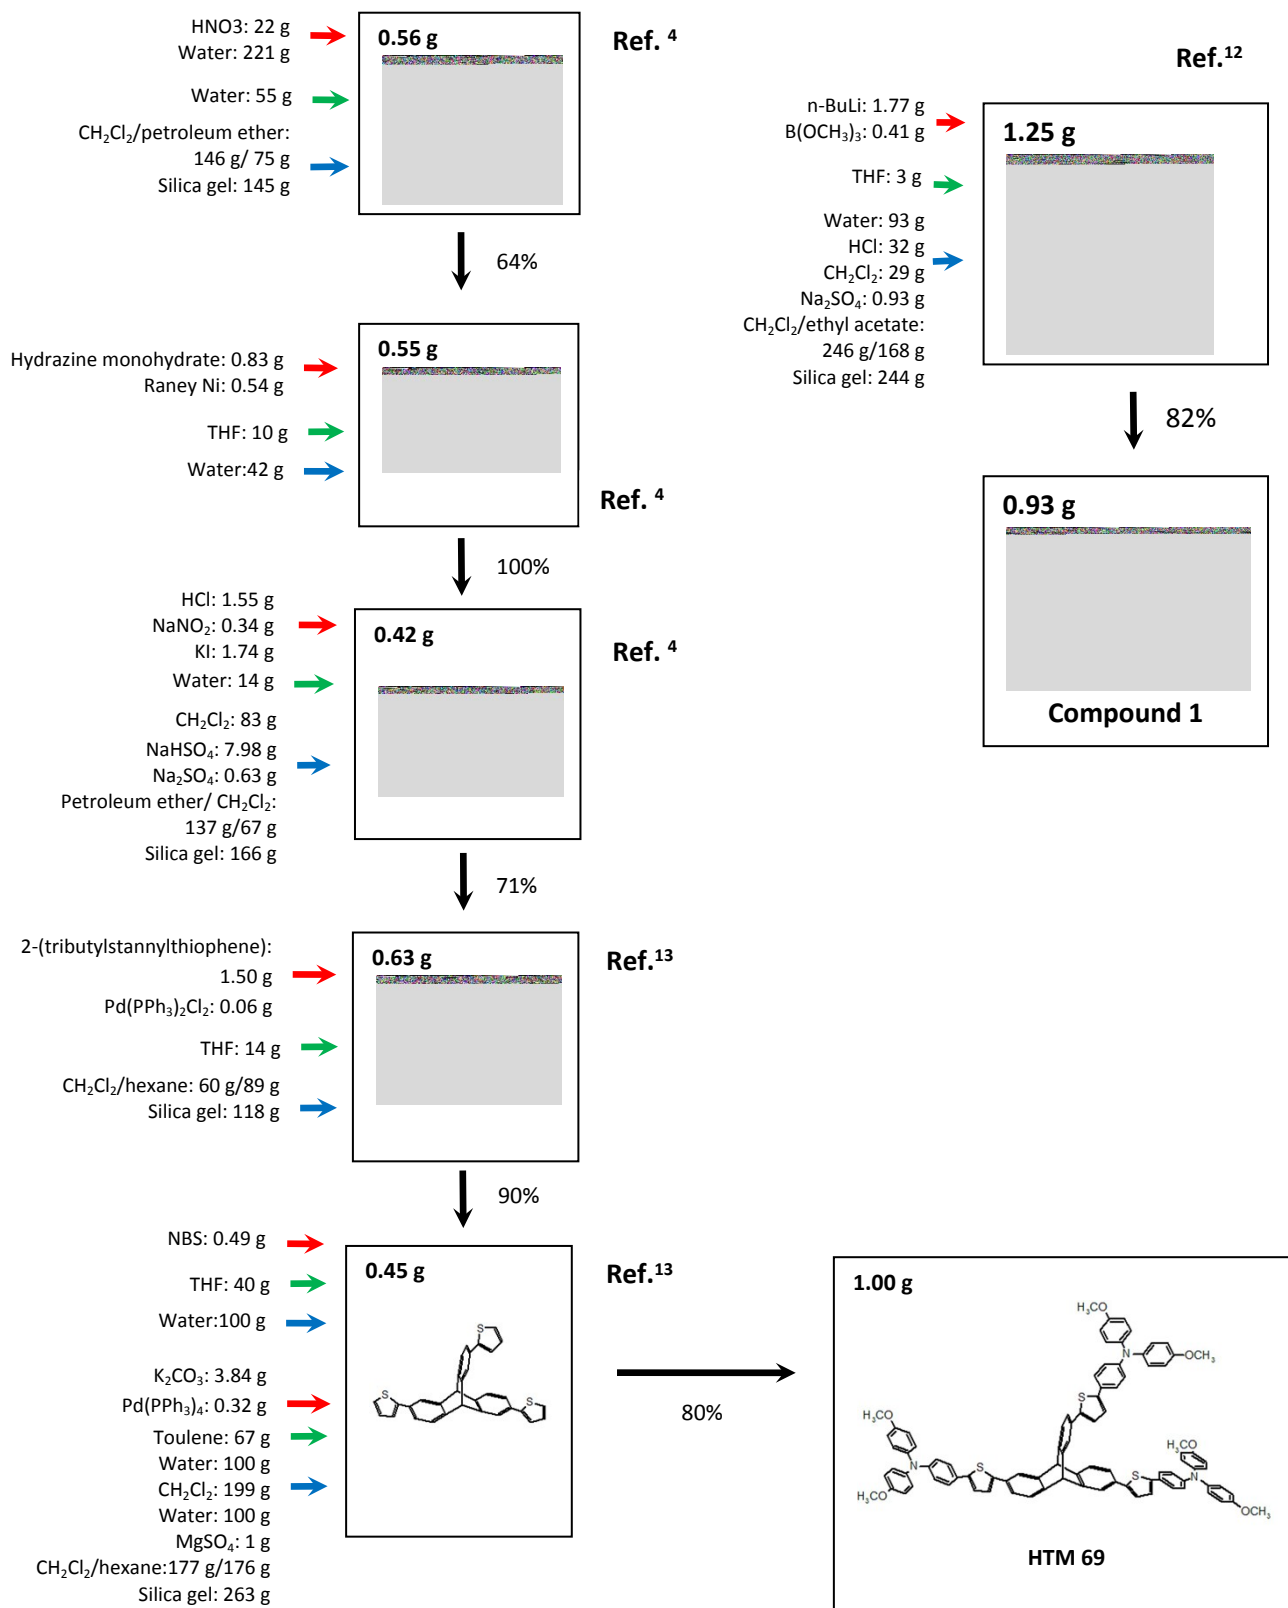 HNO3: 22 g
Water: 221 g
Water: 55 g
CH₂Cl₂/petroleum ether:
146 g/ 75 g
Silica gel: 145 g
0.56 g
Ref. ⁴
64%
Hydrazine monohydrate: 0.83 g
Raney Ni: 0.54 g
THF: 10 g
Water:42 g
0.55 g
Ref. ⁴
100%
HCl: 1.55 g
NaNO₂: 0.34 g
KI: 1.74 g
Water: 14 g
CH₂Cl₂: 83 g
NaHSO₄: 7.98 g
Na₂SO₄: 0.63 g
Petroleum ether/ CH₂Cl₂:
137 g/67 g
Silica gel: 166 g
0.42 g
Ref. ⁴
71%
2-(tributylstannylthiophene):
1.50 g
Pd(PPh₃)₂Cl₂: 0.06 g
THF: 14 g
CH₂Cl₂/hexane: 60 g/89 g
Silica gel: 118 g
0.63 g
Ref.¹³
90%
NBS: 0.49 g
THF: 40 g
Water:100 g
K₂CO₃: 3.84 g
Pd(PPh₃)₄: 0.32 g
Toulene: 67 g
Water: 100 g
CH₂Cl₂: 199 g
Water: 100 g
MgSO₄: 1 g
CH₂Cl₂/hexane:177 g/176 g
Silica gel: 263 g
0.45 g
S
S
S
Ref.¹³
80%
Ref.¹²
n-BuLi: 1.77 g
B(OCH₃)₃: 0.41 g
THF: 3 g
Water: 93 g
HCl: 32 g
CH₂Cl₂: 29 g
Na₂SO₄: 0.93 g
CH₂Cl₂/ethyl acetate:
246 g/168 g
Silica gel: 244 g
1.25 g
82%
0.93 g
Compound 1
1.00 g
H₃CO
N
OCH₃
S
H₃CO
N
S
H₃CO
S
H₃CO
N
OCH₃
HTM 69